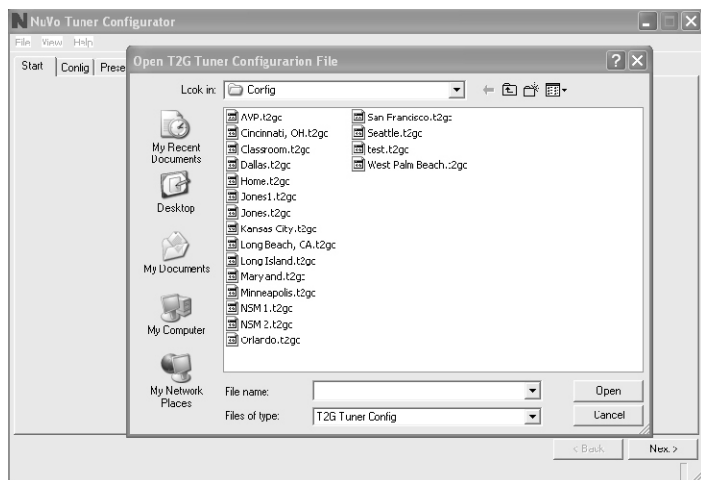 NuVo Tuner Configurator
File View Help
Start Config Prese
Open T2G Tuner Configurarion File
Look in: Config
My Recent
Documents
Desktop
My Documents
My Computer
My Network
Places
AVP.t2gc
Cincinnati, OH.t2gc
Classroom.t2gc
Dallas.t2gc
Home.t2gc
Jones1.t2gc
Jones.t2gc
Kansas City.t2gc
Long Beach, CA.t2gc
Long Island.t2gc
Maryland.t2gc
Minneapolis.t2gc
NSM 1.t2gc
NSM 2.t2gc
Orlando.t2gc
San Francisco.t2gc
Seattle.t2gc
test.t2gc
West Palm Beach.t2gc
File name:
Open
Files of type: T2G Tuner Config
Cancel
< Back Next >